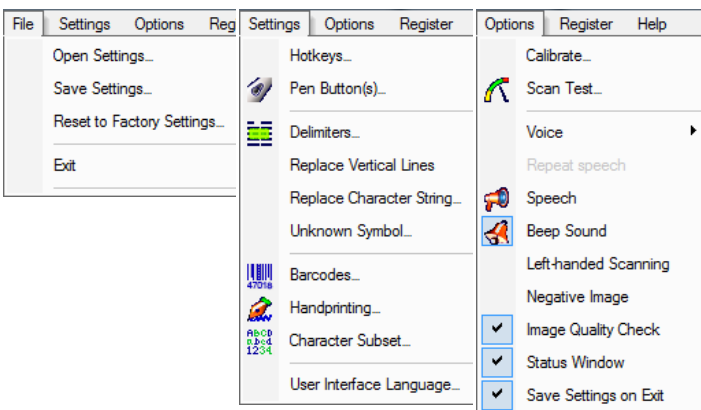 File Settings Options Reg
Open Settings...
Save Settings...
Reset to Factory Settings...
Exit
Settings Options Register
Hotkeys...
Pen Button(s)...
Delimiters...
Replace Vertical Lines
Replace Character String...
Unknown Symbol...
47018
Barcodes...
Handprinting...
ABCD
abcd
1234
Character Subset...
User Interface Language...
Options Register Help
Calibrate...
Scan Test...
Voice
Repeat speech
Speech
Beep Sound
Left-handed Scanning
Negative Image
Image Quality Check
Status Window
Save Settings on Exit